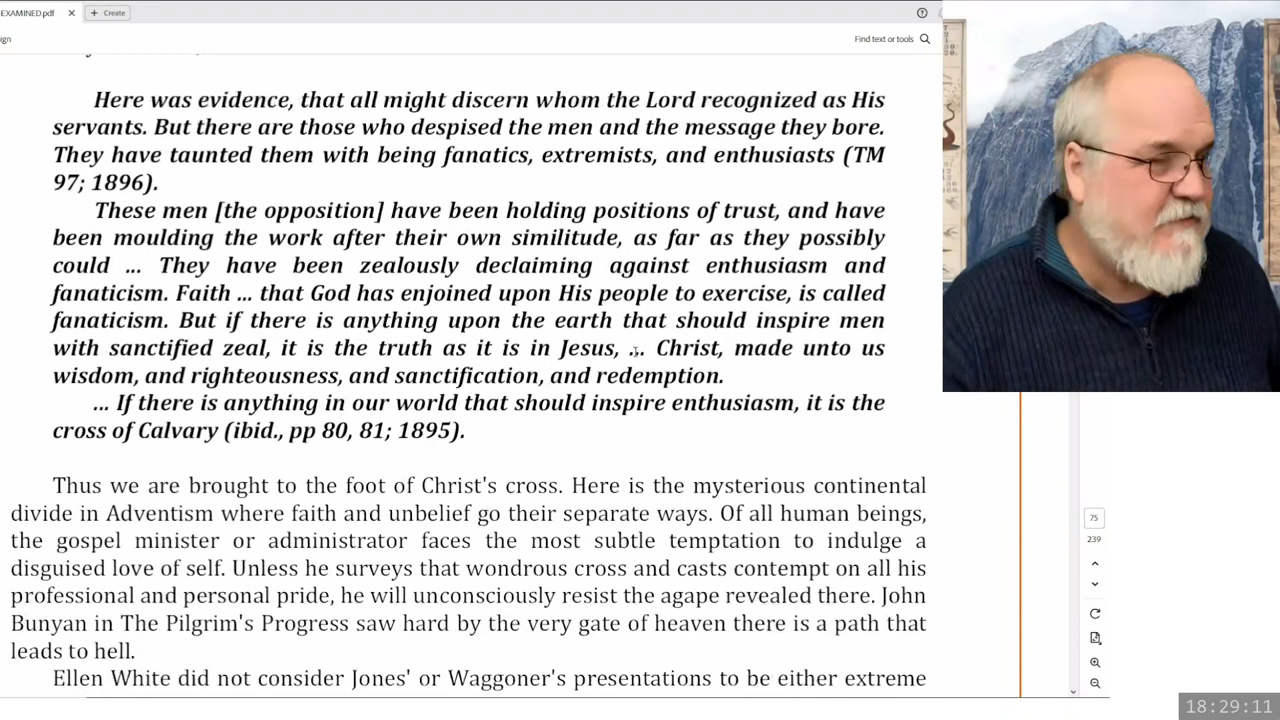 -EXAMINED.pdf
Create
ign
Find text or tools
Here was evidence, that all might discern whom the Lord recognized as His
servants. But there are those who despised the men and the message they bore.
They have taunted them with being fanatics, extremists, and enthusiasts (TM
97; 1896).
These men [the opposition] have been holding positions of trust, and have
been moulding the work after their own similitude, as far as they possibly
could ... They have been zealously declaiming against enthusiasm and
fanaticism. Faith ... that God has enjoined upon His people to exercise, is called
fanaticism. But if there is anything upon the earth that should inspire men
with sanctified zeal, it is the truth as it is in Jesus, ... Christ, made unto us
wisdom, and righteousness, and sanctification, and redemption.
... If there is anything in our world that should inspire enthusiasm, it is the
cross of Calvary (ibid., pp 80, 81; 1895).
Thus we are brought to the foot of Christ's cross. Here is the mysterious continental
divide in Adventism where faith and unbelief go their separate ways. Of all human beings,
the gospel minister or administrator faces the most subtle temptation to indulge a
disguised love of self. Unless he surveys that wondrous cross and casts contempt on all his
professional and personal pride, he will unconsciously resist the agape revealed there. John
Bunyan in The Pilgrim's Progress saw hard by the very gate of heaven there is a path that
leads to hell.
Ellen White did not consider Jones' or Waggoner's presentations to be either extreme
75
239
18:29:11